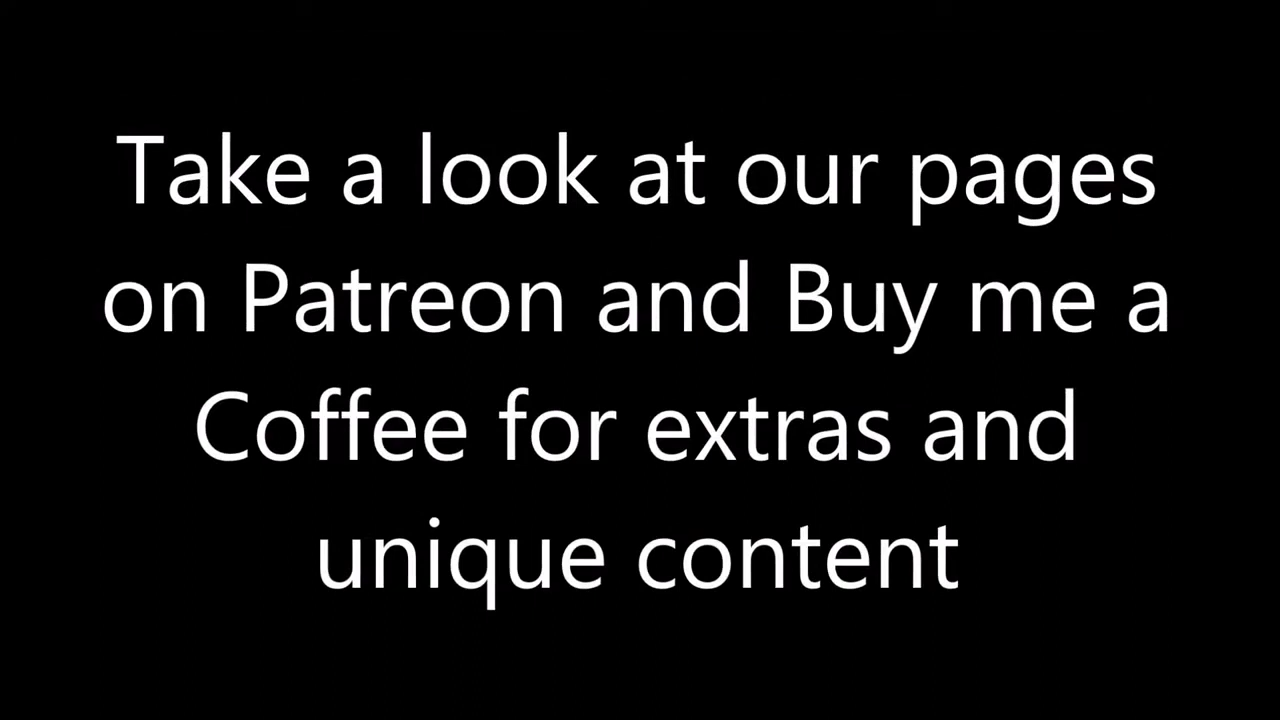 Take a look at our pages
on Patreon and Buy me a
Coffee for extras and
unique content